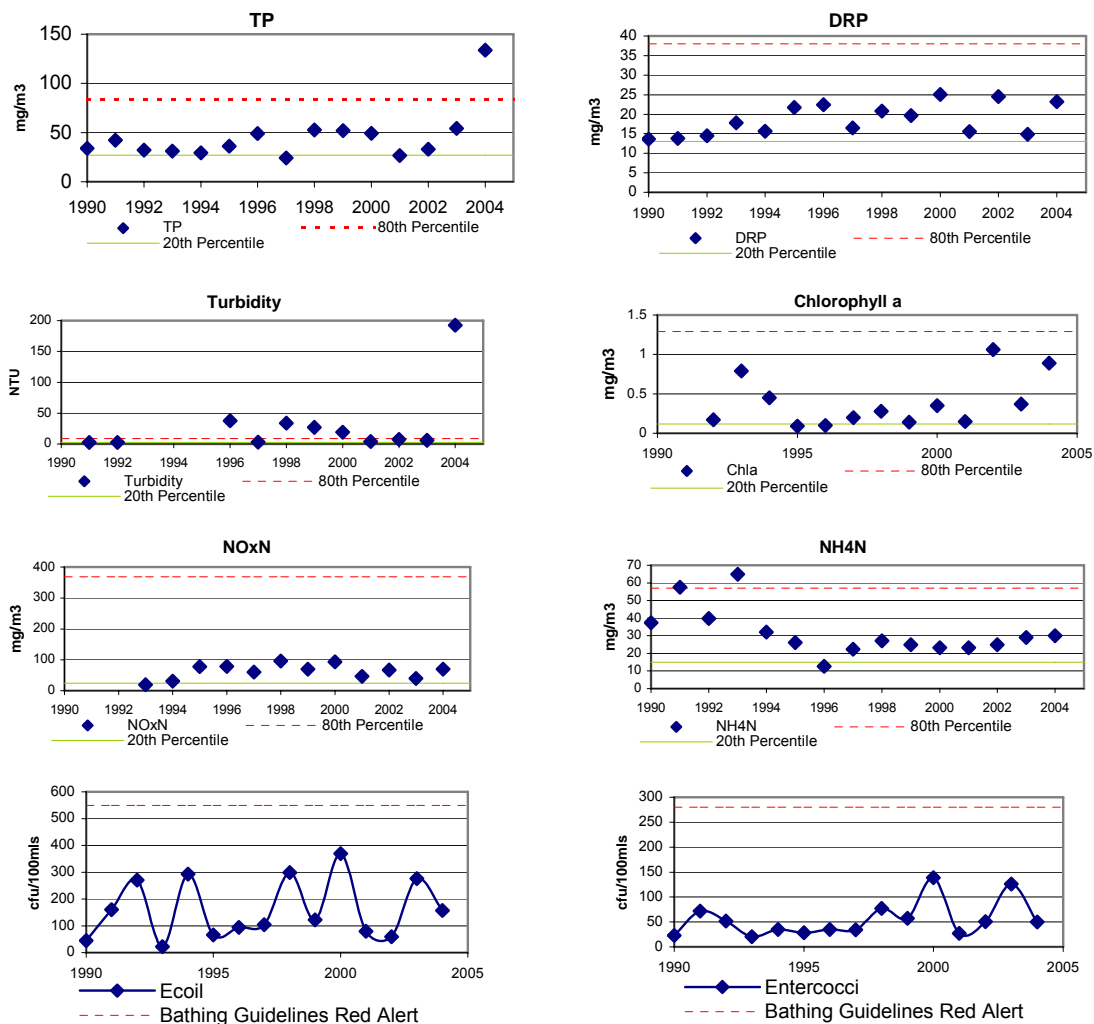 TP
150
100
50
0
mg/m3
1990 1992 1994 1996 1998 2000 2002 2004
TP
80th Percentile
20th Percentile
DRP
40
35
30
25
20
15
10
5
0
mg/m3
1990 1992 1994 1996 1998 2000 2002 2004
DRP
80th Percentile
20th Percentile
Turbidity
200
150
100
50
0
NTU
1990 1992 1994 1996 1998 2000 2002 2004
Turbidity
80th Percentile
20th Percentile
Chlorophyll a
1.5
1
0.5
0
mg/m3
1990 1995 2000 2005
Chla
80th Percentile
20th Percentile
NOxN
400
300
200
100
0
mg/m3
1990 1992 1994 1996 1998 2000 2002 2004
NOxN
80th Percentile
20th Percentile
NH4N
70
60
50
40
30
20
10
0
mg/m3
1990 1992 1994 1996 1998 2000 2002 2004
NH4N
80th Percentile
20th Percentile
600
500
400
300
200
100
0
cfu/100mls
1990 1995 2000 2005
Ecoil
Bathing Guidelines Red Alert
300
250
200
150
100
50
0
cfu/100mls
1990 1995 2000 2005
Entercocci
Bathing Guidelines Red Alert